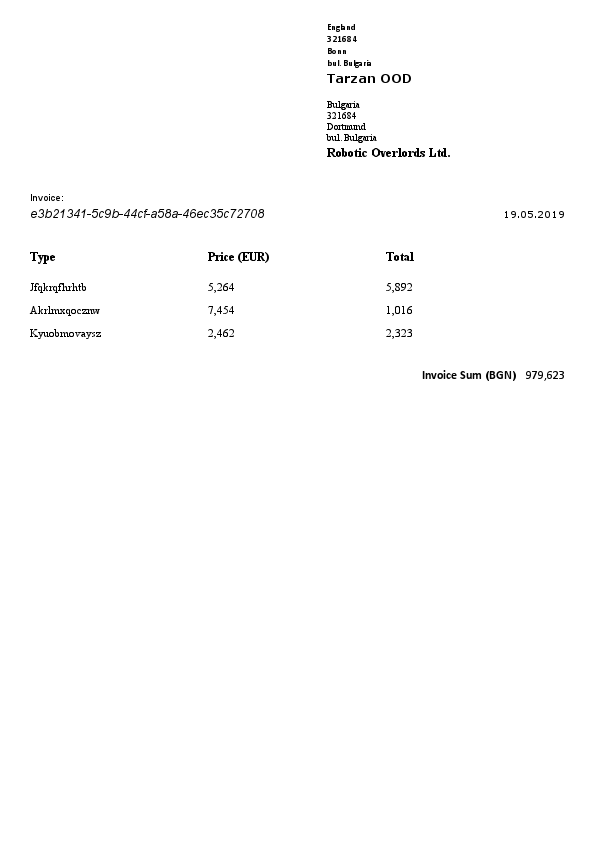 England
321684
Bonn
bul. Bulgaria
Tarzan OOD
Bulgaria
321684
Dortmund
bul. Bulgaria
Robotic Overlords Ltd.
Invoice:
e3b21341-5c9b-44cf-a58a-46ec35c72708 19.05.2019
Type Price (EUR) Total
Jfqkrqfhrhtb 5,264 5,892
Akrlmxqocznw 7,454 1,016
Kyuobmovaysz 2,462 2,323
Invoice Sum (BGN) 979,623